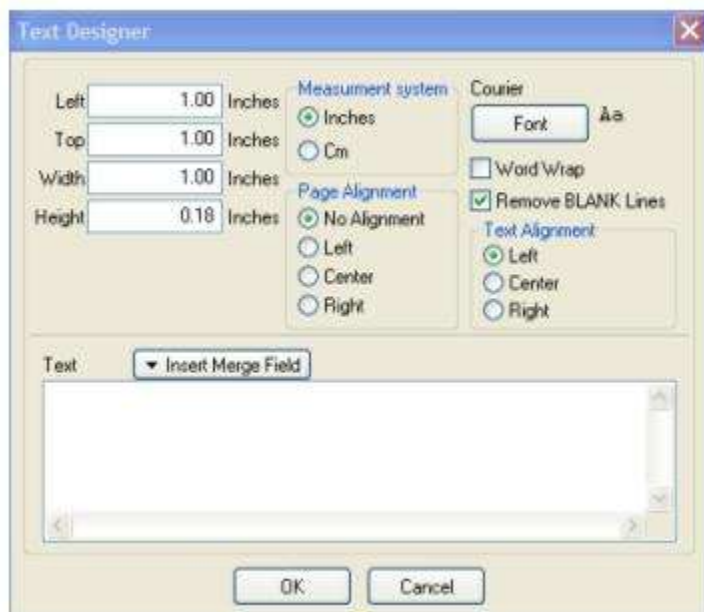 Text Designer
Left 1.00 Inches
Top 1.00 Inches
Width 1.00 Inches
Height 0.18 Inches
Measurment system
Inches
Cm
Page Alignment
No Alignment
Left
Center
Right
Courier
Font Aa
Word Wrap
Remove BLANK Lines
Text Alignment
Left
Center
Right
Text Insert Merge Field
OK Cancel